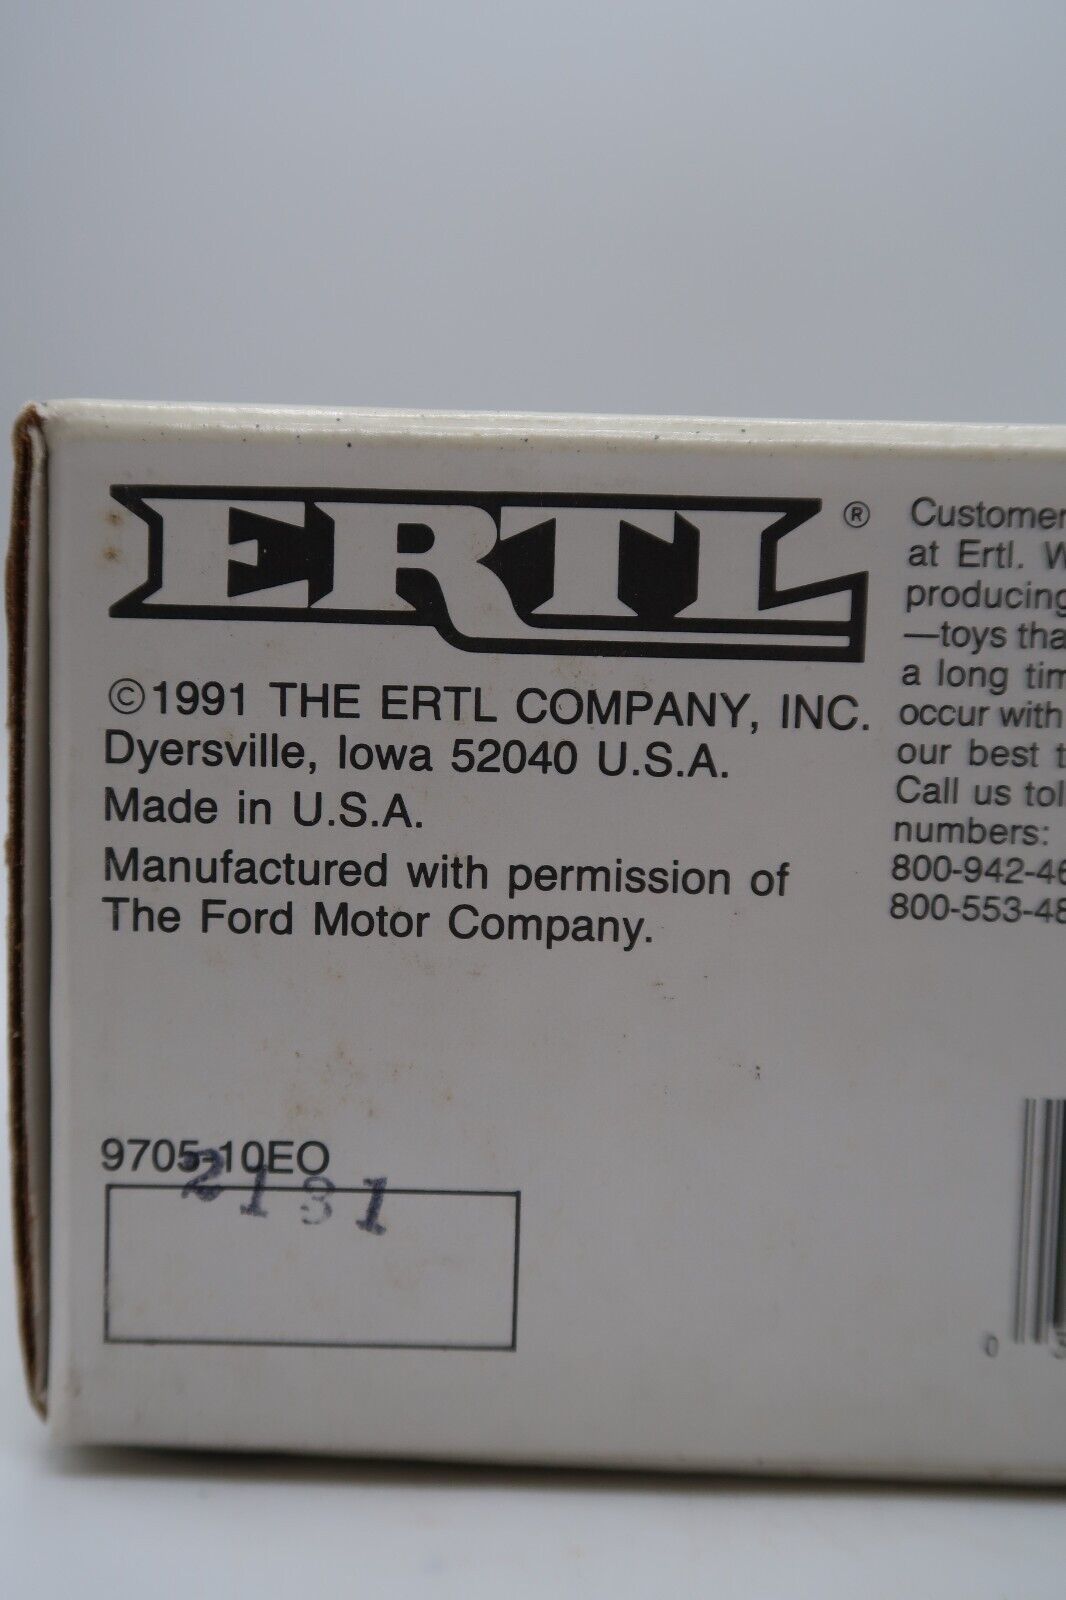 ERTL®
©1991 THE ERTL COMPANY, INC.
Dyersville, Iowa 52040 U.S.A.
Made in U.S.A.
Manufactured with permission of
The Ford Motor Company.
9705-10EO
2131
Customer
at Ertl. W
producing
—toys tha
a long tim
occur with
our best t
Call us tol
numbers:
800-942-46
800-553-48
0